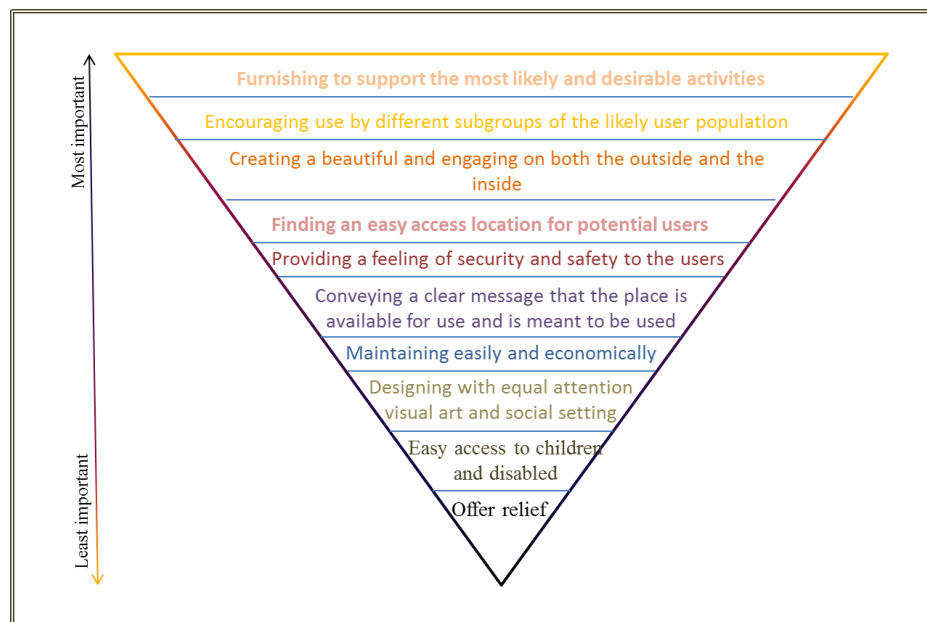 Most important
Furnishing to support the most likely and desirable activities
Encouraging use by different subgroups of the likely user population
Creating a beautiful and engaging on both the outside and the
inside
Finding an easy access location for potential users
Providing a feeling of security and safety to the users
Conveying a clear message that the place is
available for use and is meant to be used
Maintaining easily and economically
Designing with equal attention
visual art and social setting
Easy access to children
and disabled
Offer relief
Least important